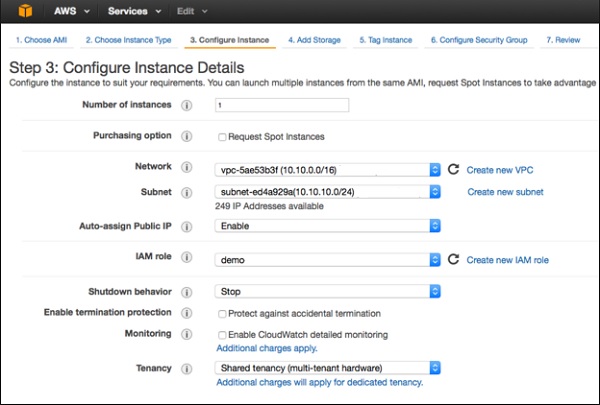 AWS Services Edit
1. Choose AMI 2. Choose Instance Type 3. Configure Instance 4. Add Storage 5. Tag Instance 6. Configure Security Group 7. Review
Step 3: Configure Instance Details
Configure the instance to suit your requirements. You can launch multiple instances from the same AMI, request Spot Instances to take advantage
Number of instances 1
Purchasing option Request Spot Instances
Network vpc-5ae53b3f (10.10.0.0/16) Create new VPC
Subnet subnet-ed4a929a(10.10.10.0/24) Create new subnet
249 IP Addresses available
Auto-assign Public IP Enable
IAM role demo Create new IAM role
Shutdown behavior Stop
Enable termination protection Protect against accidental termination
Monitoring Enable CloudWatch detailed monitoring
Additional charges apply.
Tenancy Shared tenancy (multi-tenant hardware)
Additional charges will apply for dedicated tenancy.